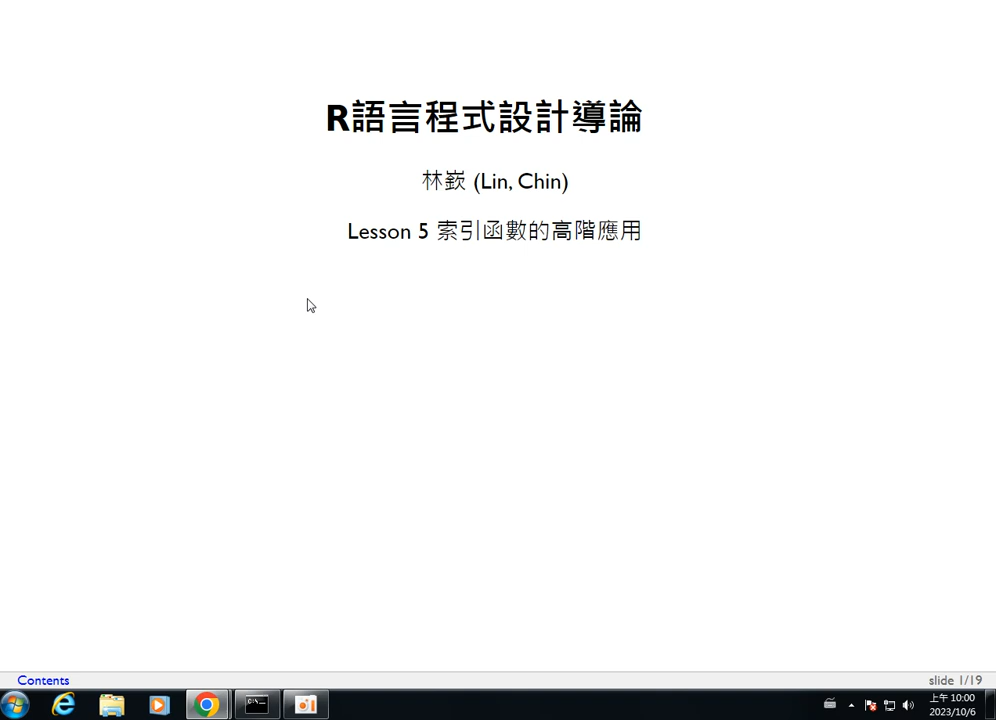 R語言程式設計導論
林嶔 (Lin, Chin)
Lesson 5 索引函數的高階應用
Contents
slide 1/19
上午 10:00
2023/10/6